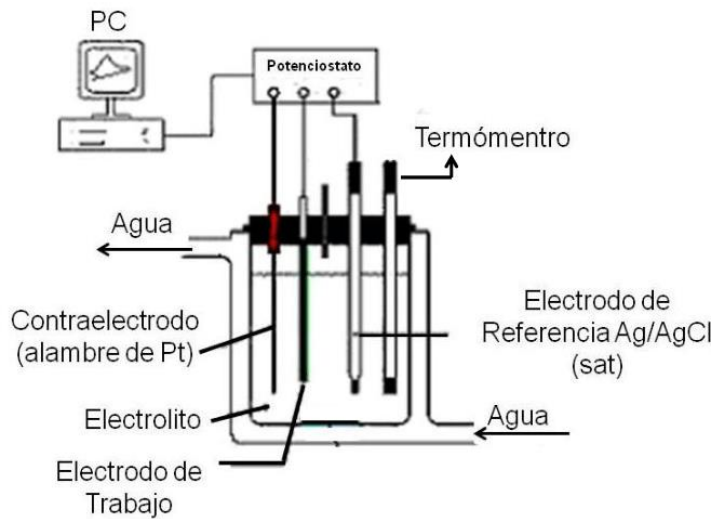 PC
Potenciostato
Termómentro
Agua
Contraelectrodo
(alambre de Pt)
Electrodo de
Referencia Ag/AgCl
(sat)
Electrolito
Agua
Electrodo de
Trabajo